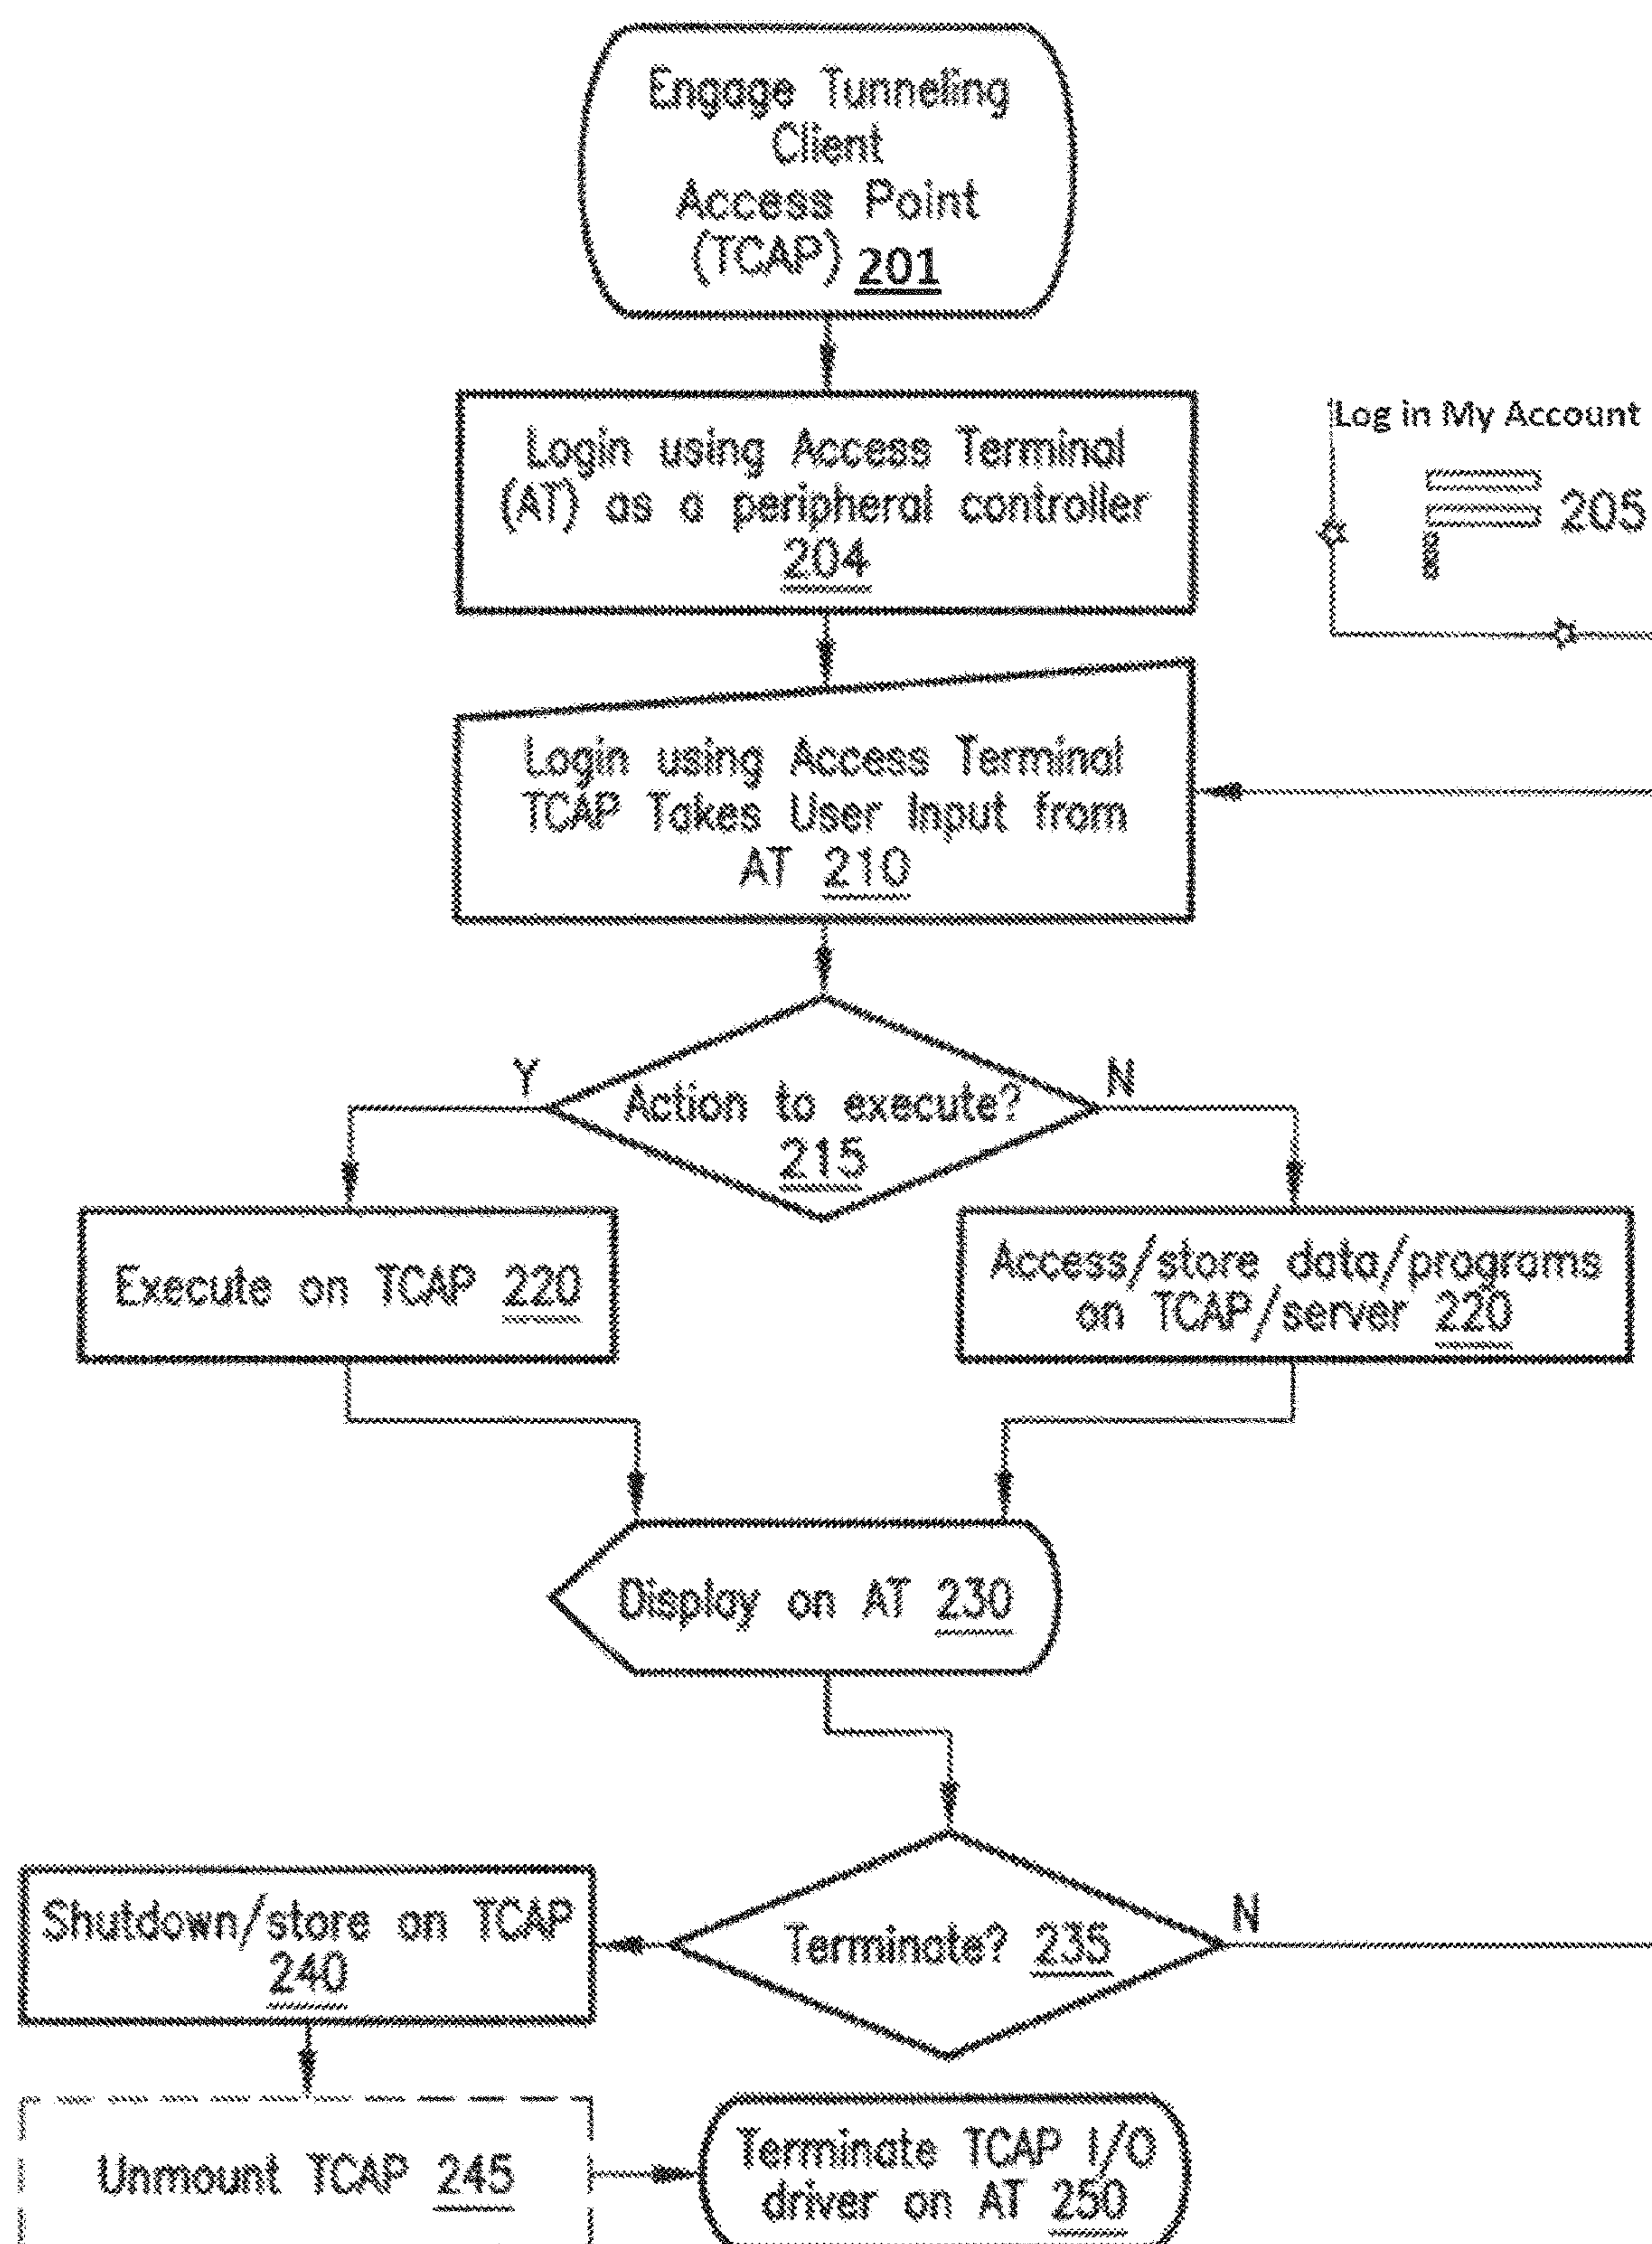 Engage Tunneling
Client
Access Point
(TCAP) 201
Login using Access Terminal
(AT) as a peripheral controller
204
Log in My Account
205
Login using Access Terminal
TCAP Takes User Input from
AT 210
Y
N
Action to execute?
215
Execute on TCAP 220
Access/store data/programs
on TCAP/server 220
Display on AT 230
Shutdown/store on TCAP
240
Terminate? 235
N
Unmount TCAP 245
Terminate TCAP I/O
driver on AT 250